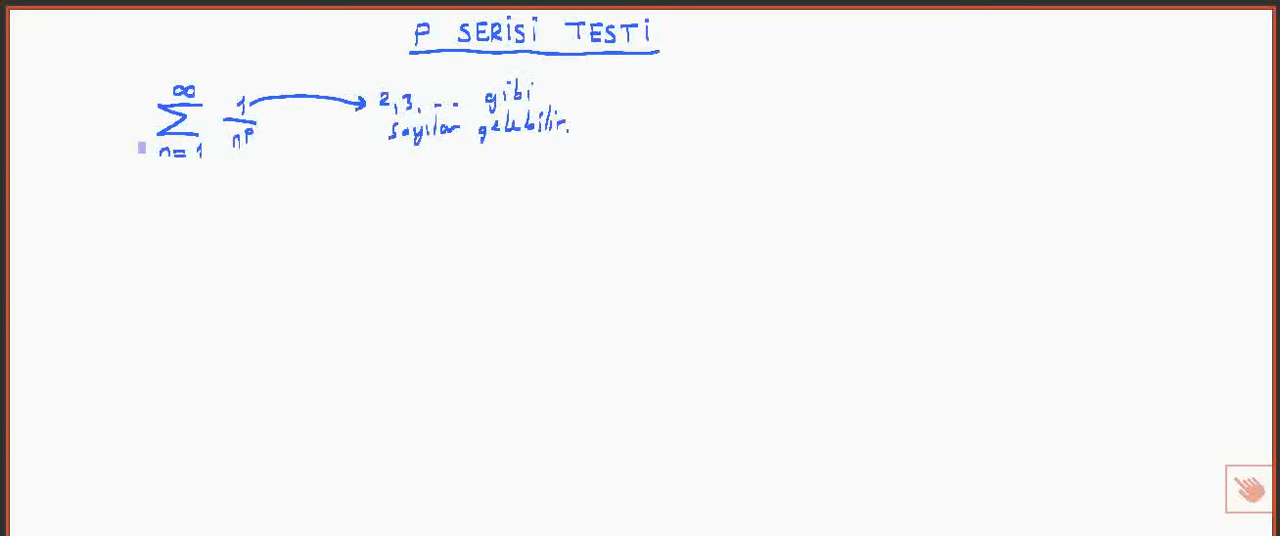 P SERİSİ TESTİ
∞
∑ 1/n^p → 2, 3, ... gibi
n=1 sayılar gelebilir.